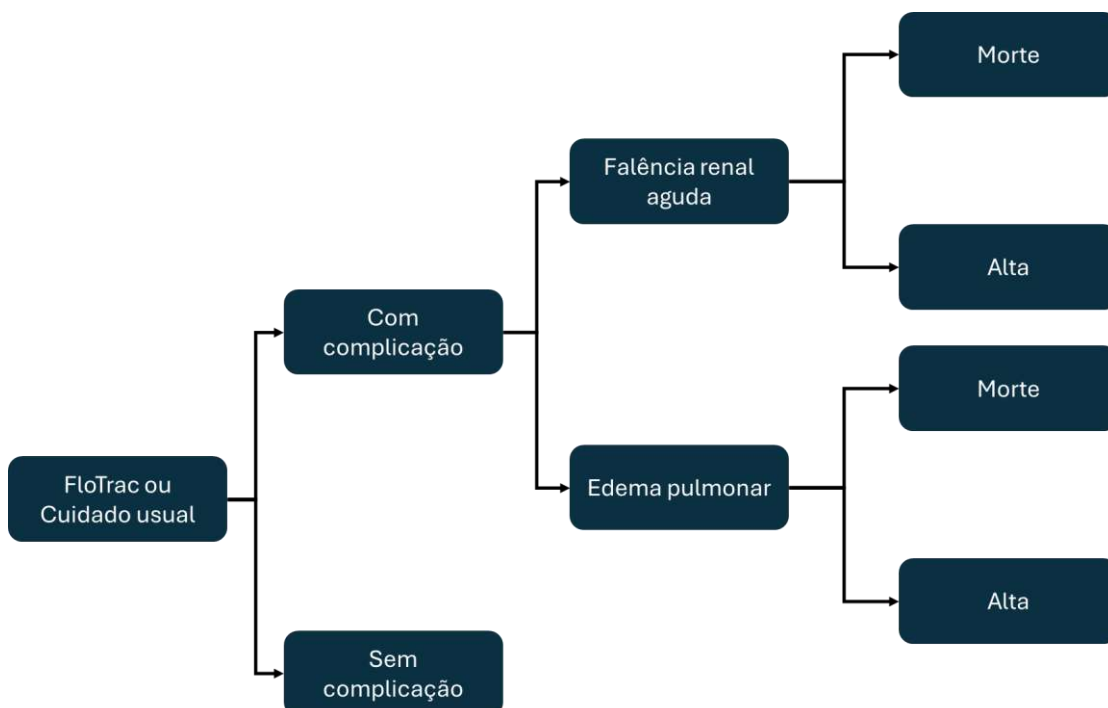 Morte
Falência renal
aguda
Alta
Com
complicação
Morte
FloTrac ou
Cuidado usual
Edema pulmonar
Alta
Sem
complicação